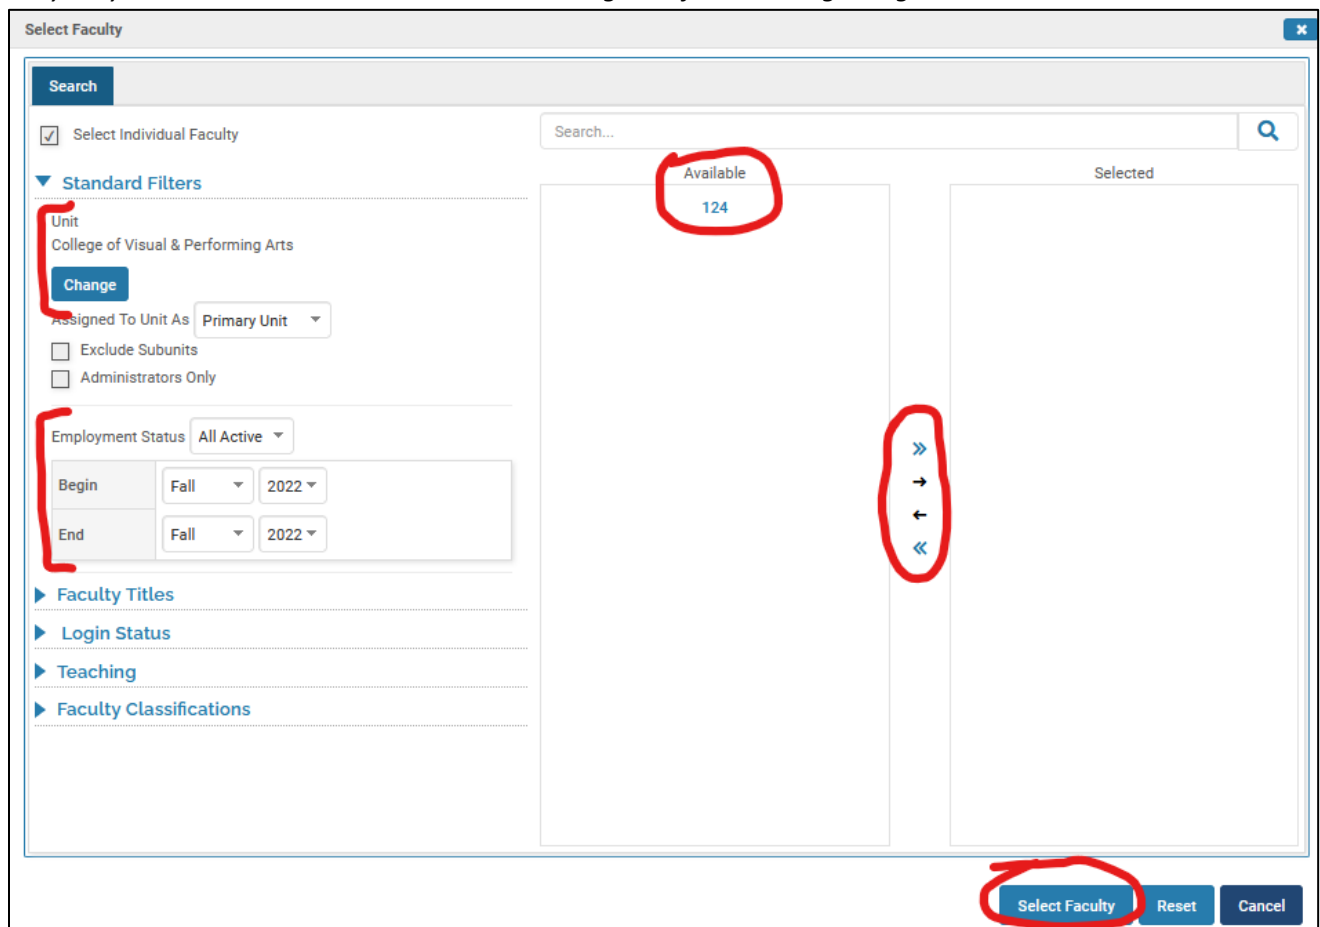 Select Faculty
Search
Select Individual Faculty
Search...
Standard Filters
Available
Selected
124
Unit
College of Visual & Performing Arts
Change
Assigned To Unit As Primary Unit
Exclude Subunits
Administrators Only
Employment Status All Active
Begin Fall 2022
End Fall 2022
Faculty Titles
Login Status
Teaching
Faculty Classifications
Select Faculty Reset Cancel